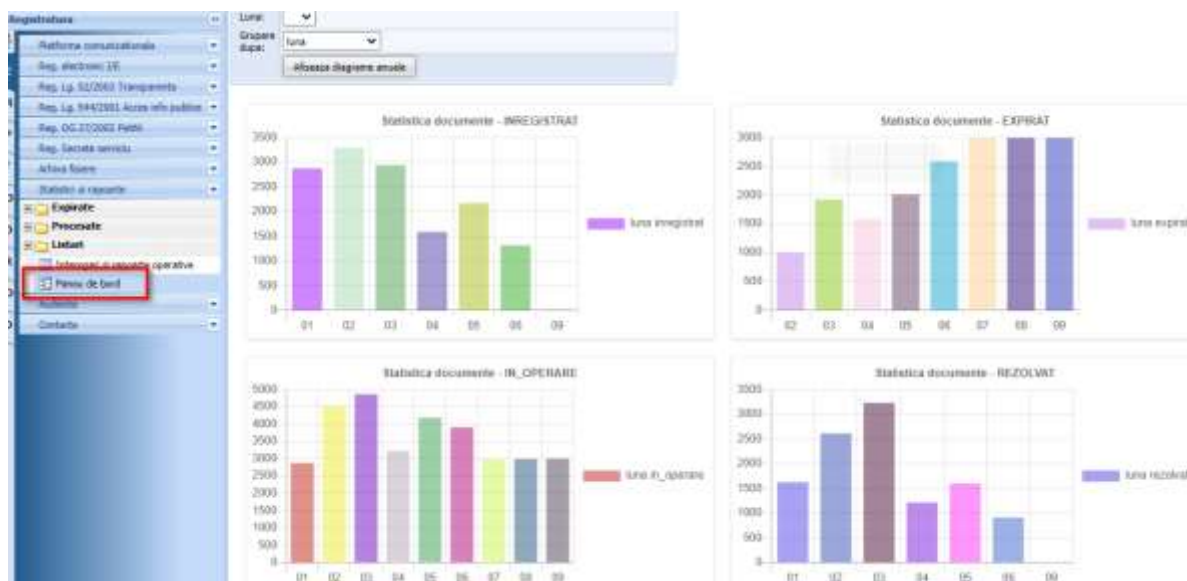 Registratura
Platforma comunicationala
Reg. electronic I/E
Reg. Lg. 52/2003 Transparenta
Reg. Lg. 544/2001 Acces info publice
Reg. OG 27/2002 Petitii
Reg. Secrete serviciu
Arhiva fisiere
Statistici si rapoarte
Expirate
Procesate
Listari
Interogari si rapoarte operative
Panou de bord
Audiente
Contacte
Luna:
Grupare dupa:
luna
Afiseaza diagrame anuale
Statistica documente - INREGISTRAT
3500
3000
2500
2000
1500
1000
500
0
01 02 03 04 05 06 09
luna inregistrat
Statistica documente - EXPIRAT
3000
2500
2000
1500
1000
500
0
02 03 04 05 06 07 08 09
luna expirat
Statistica documente - IN_OPERARE
5000
4500
4000
3500
3000
2500
2000
1500
1000
500
0
01 02 03 04 05 06 07 08 09
luna in_operare
Statistica documente - REZOLVAT
3500
3000
2500
2000
1500
1000
500
0
01 02 03 04 05 06 09
luna rezolvat